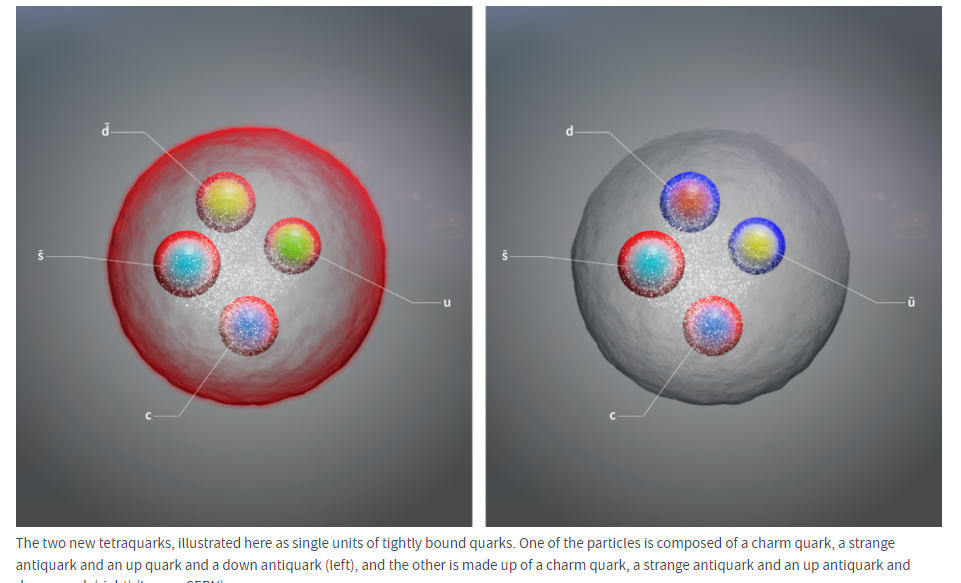 d̄
d
s̄
s̄
u
ū
c
c
The two new tetraquarks, illustrated here as single units of tightly bound quarks. One of the particles is composed of a charm quark, a strange
antiquark and an up quark and a down antiquark (left), and the other is made up of a charm quark, a strange antiquark and an up antiquark and